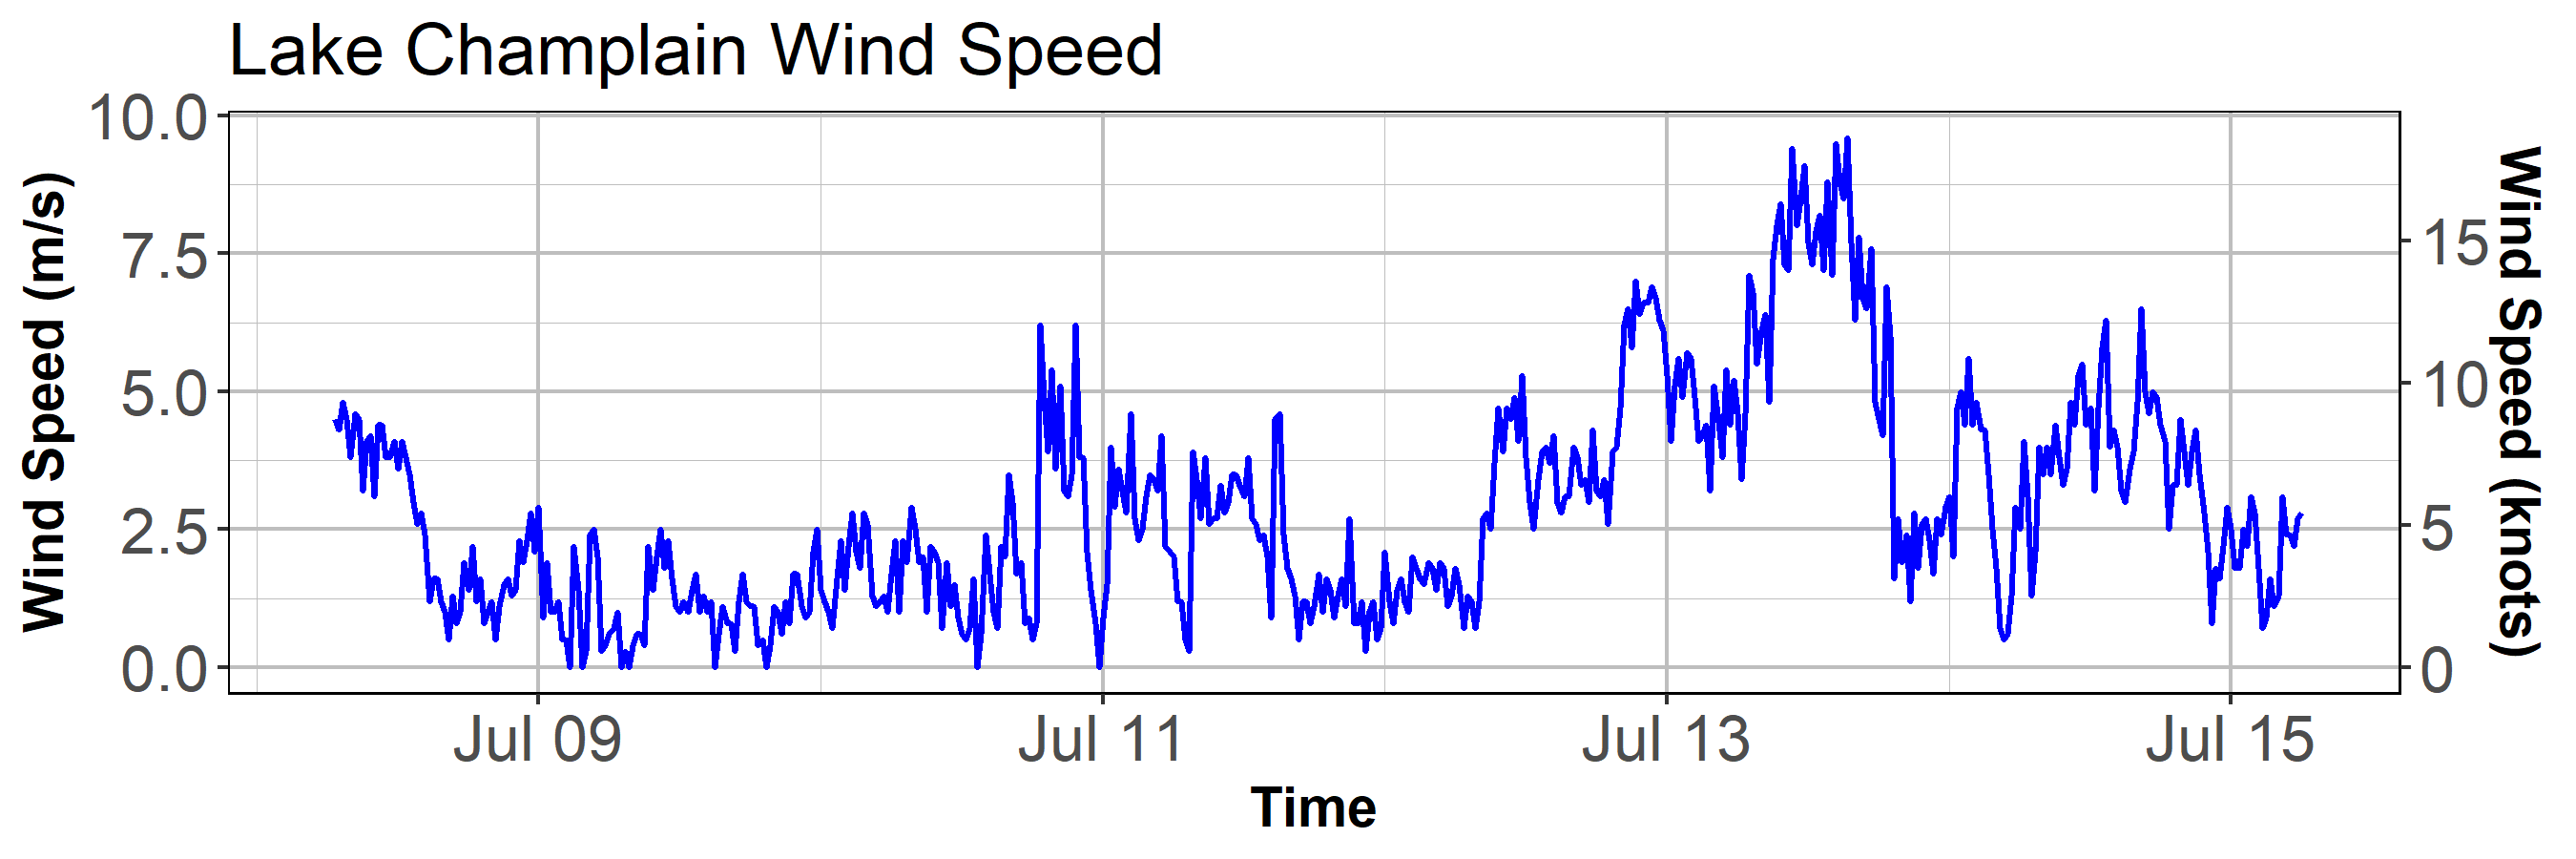 Lake Champlain Wind Speed
Wind Speed (m/s)
10.0
7.5
5.0
2.5
0.0
Wind Speed (knots)
15
10
5
0
Jul 09
Jul 11
Jul 13
Jul 15
Time